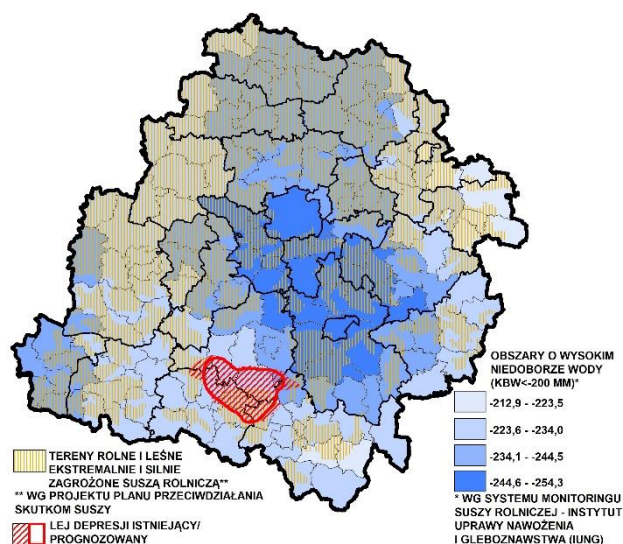 OBSZARY O WYSOKIM
NIEDOBORZE WODY
(KBW<-200 MM)*
-212,9 - -223,5
-223,6 - -234,0
-234,1 - -244,5
-244,6 - -254,3
* WG SYSTEMU MONITORINGU
SUSZY ROLNICZEJ - INSTYTUT
UPRAWY NAWOŻENIA
I GLEBOZNAWSTWA (IUNG)
TERENY ROLNE I LEŚNE
EKSTREMALNIE I SILNIE
ZAGROŻONE SUSZĄ ROLNICZĄ**
** WG PROJEKTU PLANU PRZECIWDZIAŁANIA
SKUTKOM SUSZY
LEJ DEPRESJI ISTNIEJĄCY/
PROGNOZOWANY